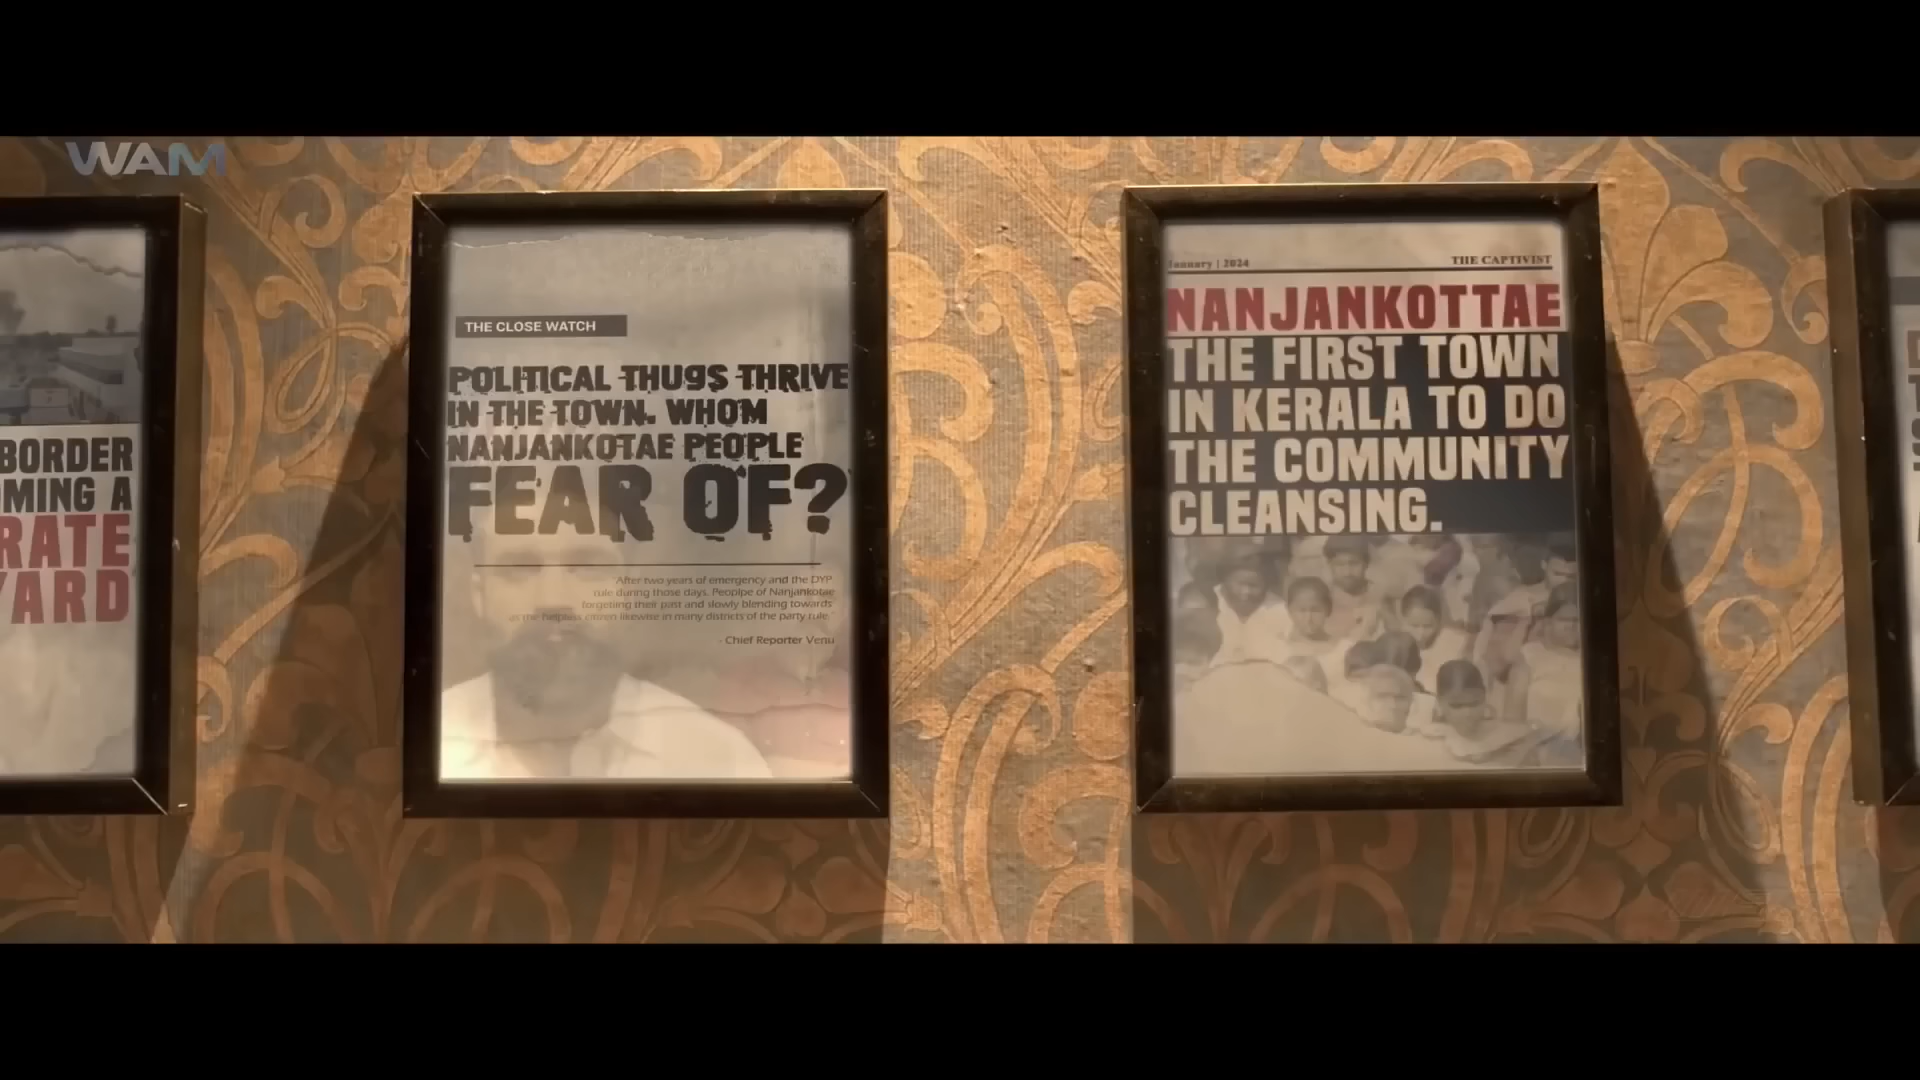 WAM
BORDER
OMING A
RATE
YARD
THE CLOSE WATCH
POLITICAL THUGS THRIVE
IN THE TOWN. WHOM
NANJANKOTAE PEOPLE
FEAR OF?
After two years of emergency and the DYP
rule during those days. Peoplpe of Nanjankotae
forgetting their past and slowly blending towards
as the helpless citizen likewise in many districts of the party rule."
- Chief Reporter Venu
January | 2024
THE CAPTIVIST
NANJANKOTTAE
THE FIRST TOWN
IN KERALA TO DO
THE COMMUNITY
CLEANSING.